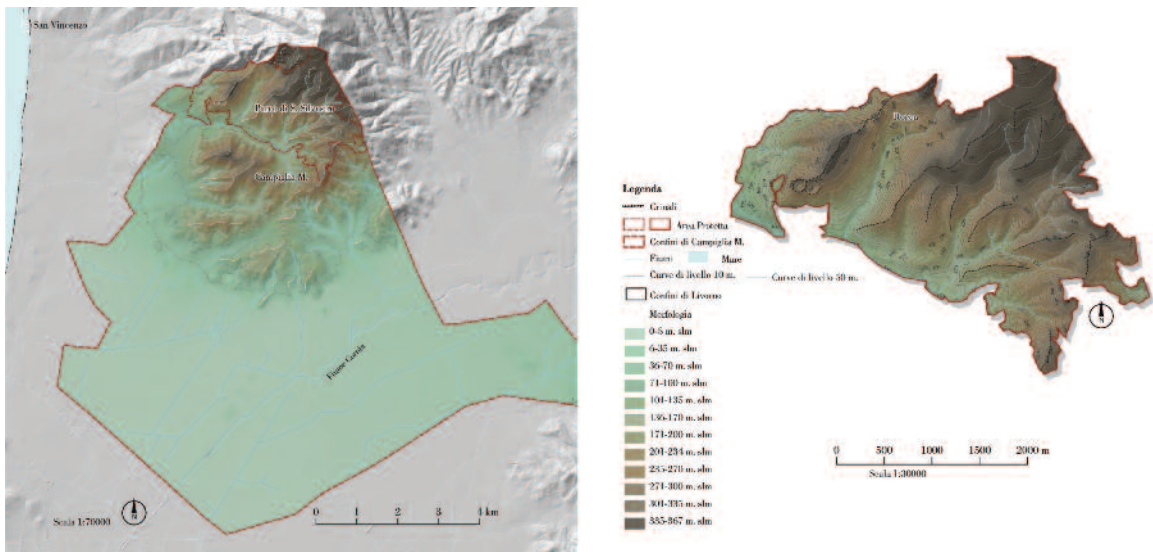 San Vincenzo
Parco di S. Silvestro
Campiglia M.
Fiume Cornia
Scala 1:70000
N
0 1 2 3 4 km
Rocca
Legenda
Crinali
Area Protetta
Confini di Campiglia M.
Fiumi Mare
Curve di livello 10 m. Curve di livello 50 m.
Confini di Livorno
Morfologia
0-5 m. slm
6-35 m. slm
36-70 m. slm
71-100 m. slm
101-135 m. slm
136-170 m. slm
171-200 m. slm
201-234 m. slm
235-270 m. slm
271-300 m. slm
301-335 m. slm
335-367 m. slm
N
0 500 1000 1500 2000 m
Scala 1:30000